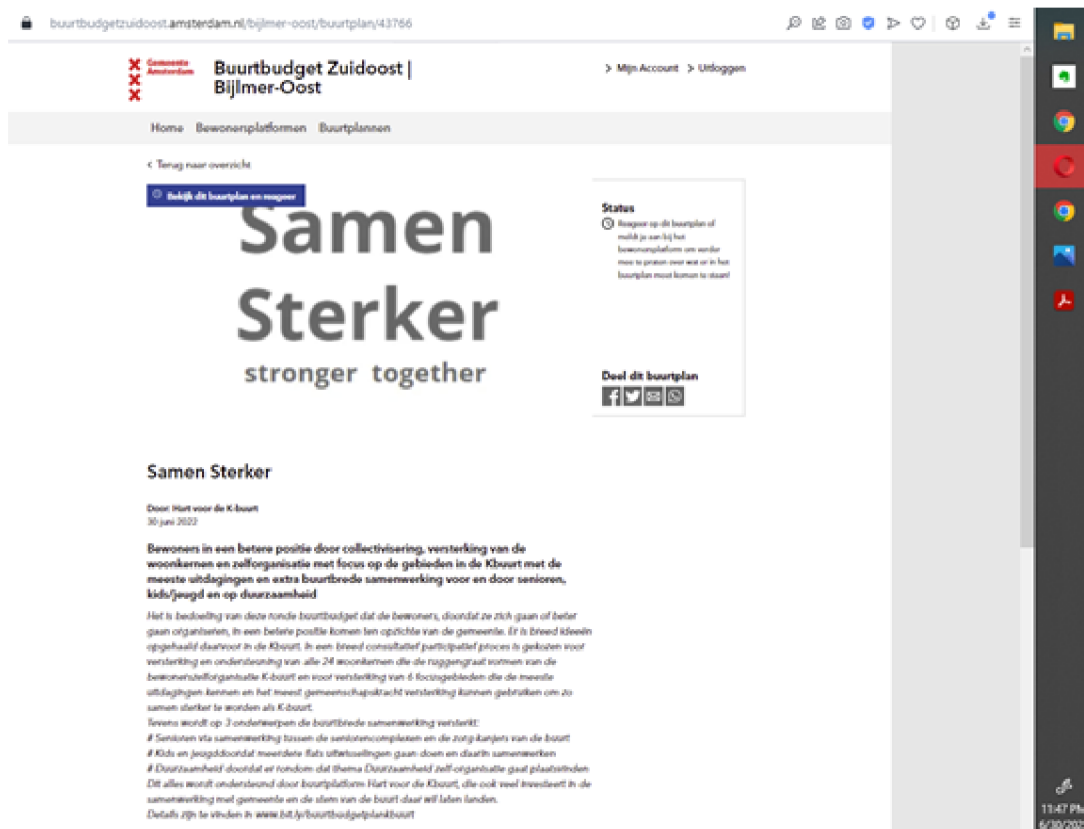 buurtbudgetzuidoost.amsterdam.nl/bijlmer-oost/buurtplan/43766
Gemeente
Amsterdam
Buurtbudget Zuidoost |
Bijlmer-Oost
> Mijn Account > Uitloggen
Home Bewonersplatformen Buurtplannen
< Terug naar overzicht
Bekijk dit buurtplan en reageer
Samen
Sterker
stronger together
Status
Reageer op dit buurtplan of
meldt je aan bij het
bewonersplatform om verder
mee te praten over wat er in het
buurtplan moet komen te staan!
Deel dit buurtplan
Samen Sterker
Door: Hart voor de K-buurt
30 juni 2022
Bewoners in een betere positie door collectivisering, versterking van de
woonkernen en zelforganisatie met focus op de gebieden in de Kbuurt met de
meeste uitdagingen en extra buurtbrede samenwerking voor en door senioren,
kids/jeugd en op duurzaamheid
Het is bedoeling van deze ronde buurtbudget dat de bewoners, doordat ze zich gaan of beter
gaan organiseren, in een betere positie komen ten opzichte van de gemeente. Er is breed ideeën
opgehaald daarvoor in de Kbuurt. In een breed consultatief participatief proces is gekozen voor
versterking en ondersteuning van alle 24 woonkernen die de ruggengraat vormen van de
bewonerszelforganisatie K-buurt en voor versterking van 6 focusgebieden die de meeste
uitdagingen kennen en het meest gemeenschapskracht versterking kunnen gebruiken om zo
samen sterker te worden als K-buurt.
Tevens wordt op 3 onderwerpen de buurtbrede samenwerking versterkt:
# Senioren via samenwerking tussen de seniorencomplexen en de zorg kanjers van de buurt
# Kids en jeugddoordat meerdere flats uitwisselingen gaan doen en daarin samenwerken
# Duurzaamheid doordat er rondom dat thema Duurzaamheid zelf-organisatie gaat plaatsvinden
Dit alles wordt ondersteund door buurtplatform Hart voor de Kbuurt, die ook veel investeert in de
samenwerking met gemeente en de stem van de buurt daar wil laten landen.
Details zijn te vinden in www.bit.ly/buurtbudgetplankbuurt
11:47 PM